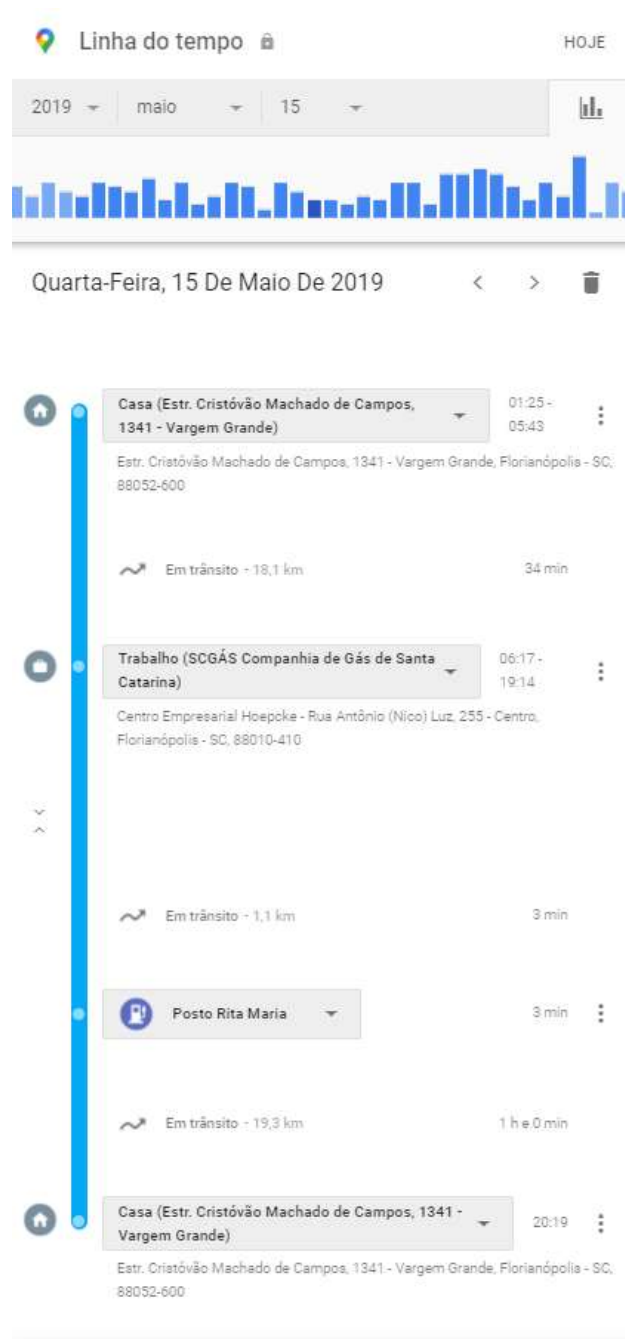 Linha do tempo
HOJE
2019
maio
15
Quarta-Feira, 15 De Maio De 2019
Casa (Estr. Cristóvão Machado de Campos,
1341 - Vargem Grande)
01:25 -
05:43
Estr. Cristóvão Machado de Campos, 1341 - Vargem Grande, Florianópolis - SC,
88052-600
Em trânsito - 18,1 km
34 min
Trabalho (SCGÁS Companhia de Gás de Santa
Catarina)
06:17 -
19:14
Centro Empresarial Hoepcke - Rua Antônio (Nico) Luz, 255 - Centro,
Florianópolis - SC, 88010-410
Em trânsito - 1,1 km
3 min
Posto Rita Maria
3 min
Em trânsito - 19,3 km
1 h e 0 min
Casa (Estr. Cristóvão Machado de Campos, 1341 -
Vargem Grande)
20:19
Estr. Cristóvão Machado de Campos, 1341 - Vargem Grande, Florianópolis - SC,
88052-600